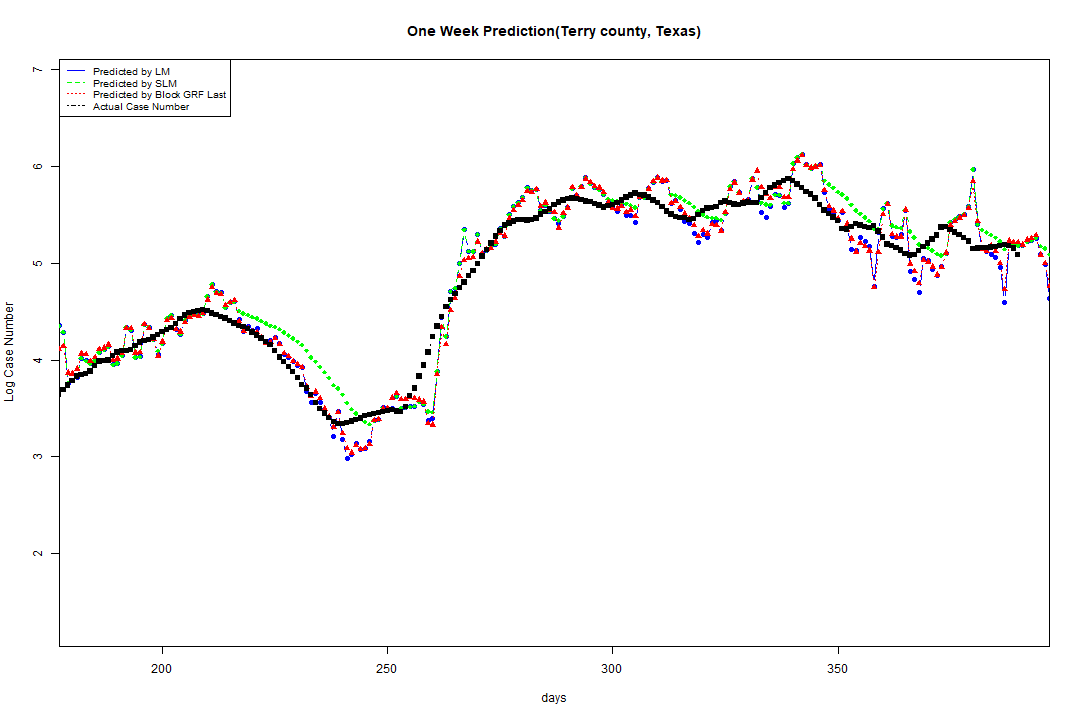 One Week Prediction(Terry county, Texas)
Predicted by LM
Predicted by SLM
Predicted by Block GRF Last
Actual Case Number
7
6
5
4
3
2
Log Case Number
200 250 300 350
days